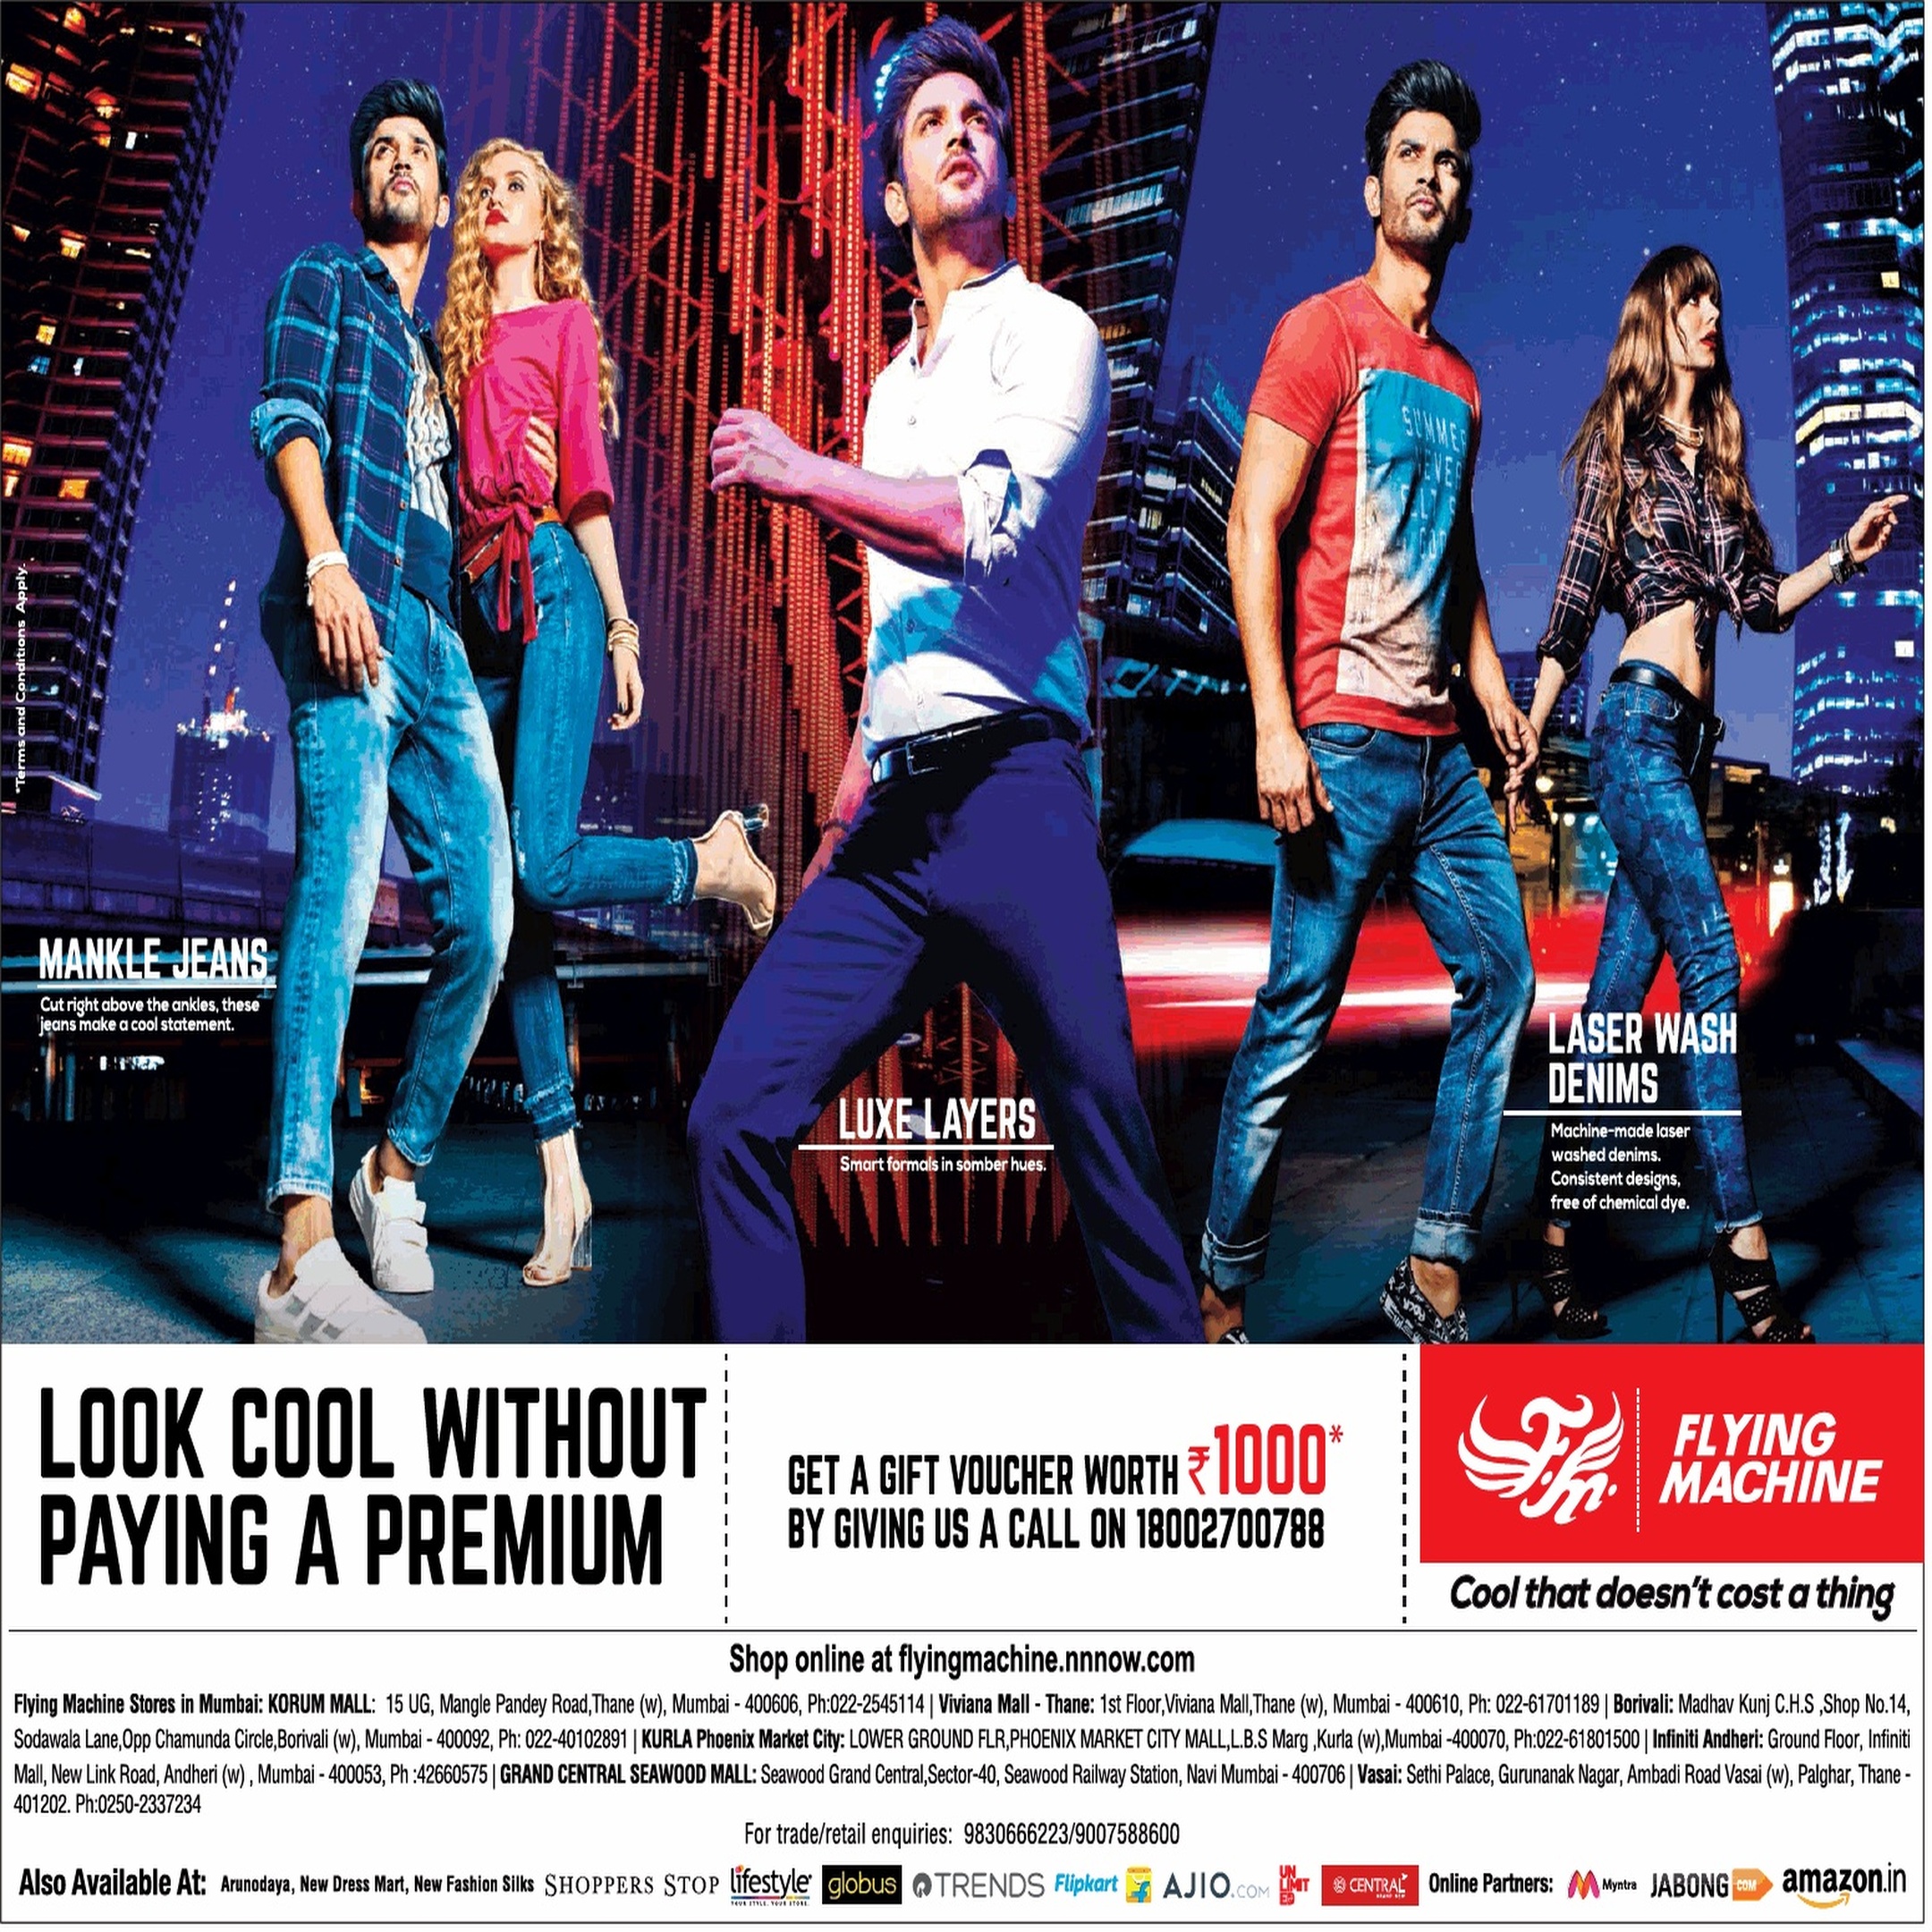 *Terms and Conditions Apply.
MANKLE JEANS
Cut right above the ankles, these
jeans make a cool statement.
LUXE LAYERS
Smart formals in somber hues.
SUMMER
LASER WASH
DENIMS
Machine-made laser
washed denims.
Consistent designs,
free of chemical dye.
LOOK COOL WITHOUT
PAYING A PREMIUM
GET A GIFT VOUCHER WORTH ₹1000*
BY GIVING US A CALL ON 18002700788
FM
FLYING
MACHINE
Cool that doesn't cost a thing
Shop online at flyingmachine.nnnow.com
Flying Machine Stores in Mumbai: KORUM MALL: 15 UG, Mangle Pandey Road,Thane (w), Mumbai - 400606, Ph:022-2545114 | Viviana Mall - Thane: 1st Floor,Viviana Mall,Thane (w), Mumbai - 400610, Ph: 022-61701189 | Borivali: Madhav Kunj C.H.S ,Shop No.14,
Sodawala Lane,Opp Chamunda Circle,Borivali (w), Mumbai - 400092, Ph: 022-40102891 | KURLA Phoenix Market City: LOWER GROUND FLR,PHOENIX MARKET CITY MALL,L.B.S Marg ,Kurla (w),Mumbai -400070, Ph:022-61801500 | Infiniti Andheri: Ground Floor, Infiniti
Mall, New Link Road, Andheri (w) , Mumbai - 400053, Ph :42660575 | GRAND CENTRAL SEAWOOD MALL: Seawood Grand Central,Sector-40, Seawood Railway Station, Navi Mumbai - 400706 | Vasai: Sethi Palace, Gurunanak Nagar, Ambadi Road Vasai (w), Palghar, Thane -
401202. Ph:0250-2337234
For trade/retail enquiries: 9830666223/9007588600
Also Available At: Arunodaya, New Dress Mart, New Fashion Silks SHOPPERS STOP lifestyle YOUR STYLE. YOUR STORE. globus TRENDS Flipkart AJIO.COM UNLIMITED CENTRAL Online Partners: Myntra JABONG.COM amazon.in